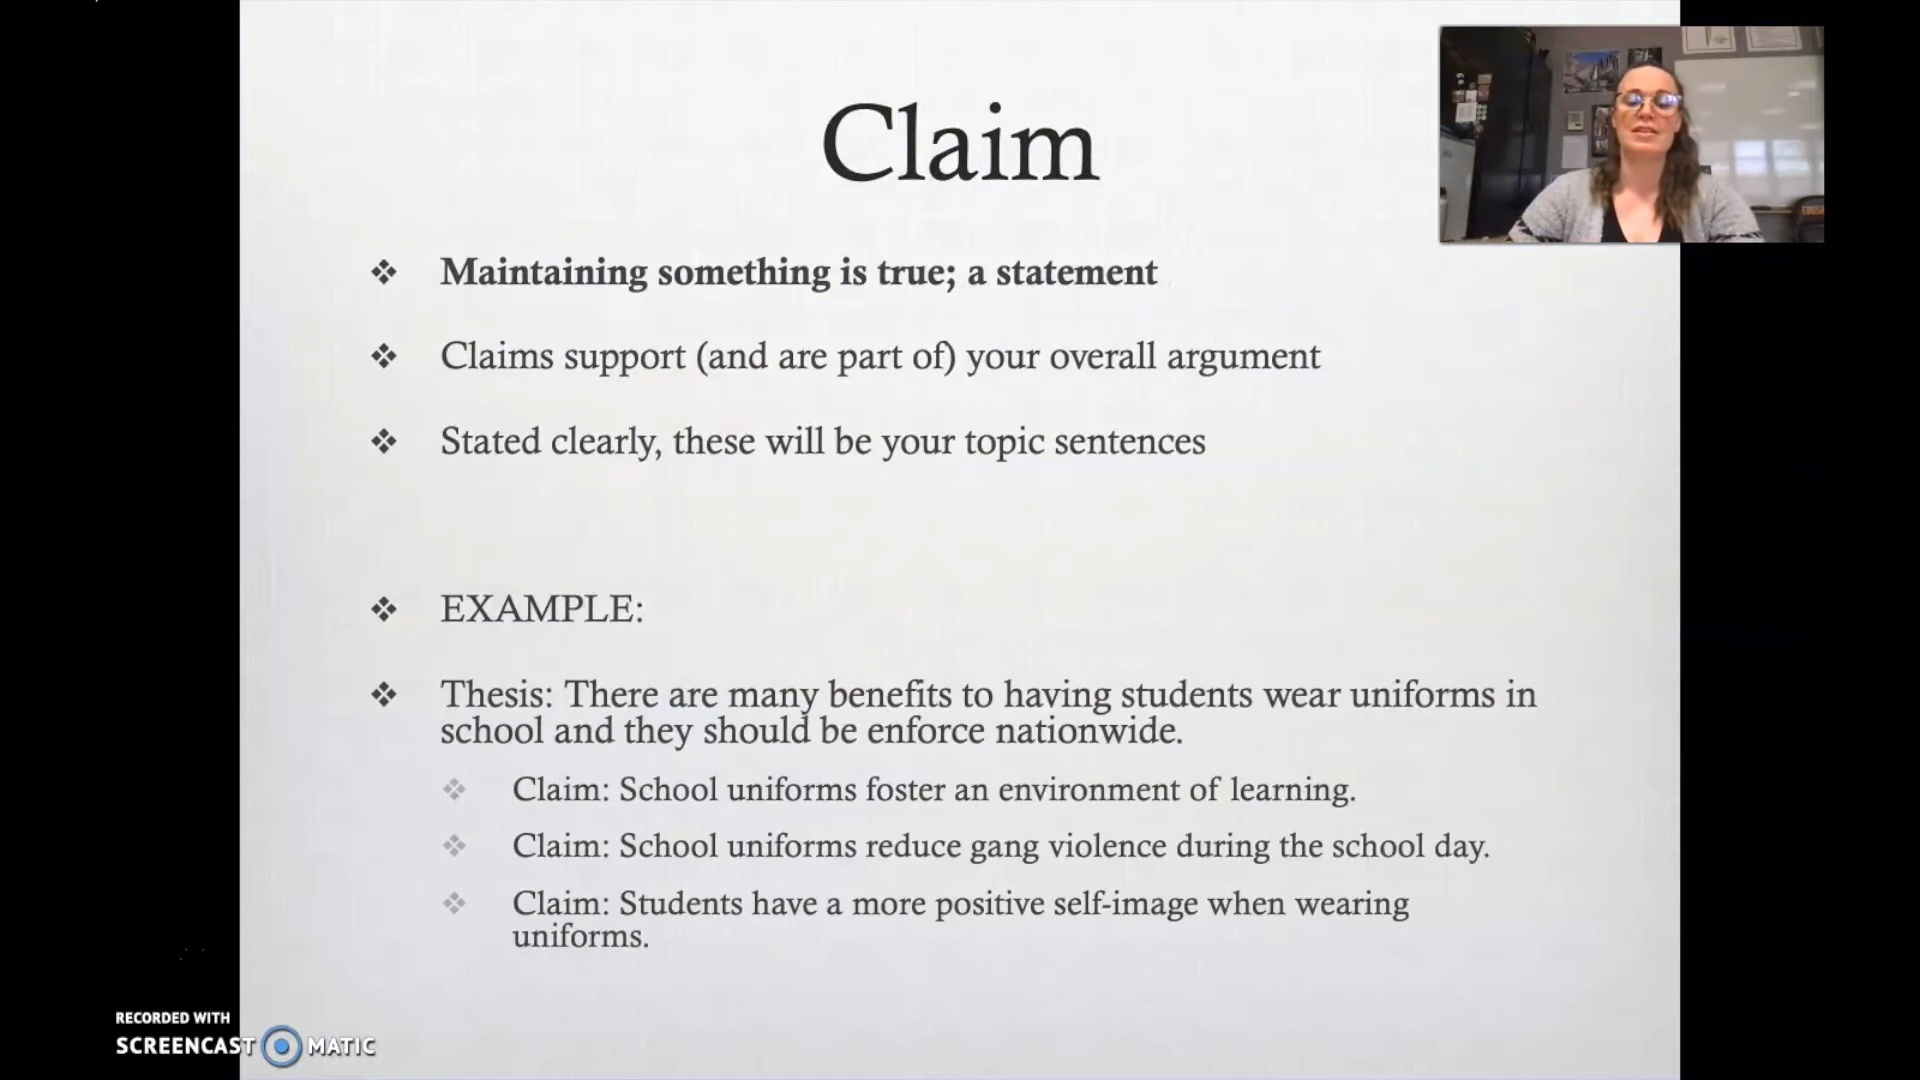 Claim
Maintaining something is true; a statement
Claims support (and are part of) your overall argument
Stated clearly, these will be your topic sentences
EXAMPLE:
Thesis: There are many benefits to having students wear uniforms in
school and they should be enforce nationwide.
Claim: School uniforms foster an environment of learning.
Claim: School uniforms reduce gang violence during the school day.
Claim: Students have a more positive self-image when wearing
uniforms.
RECORDED WITH
SCREENCAST MATIC